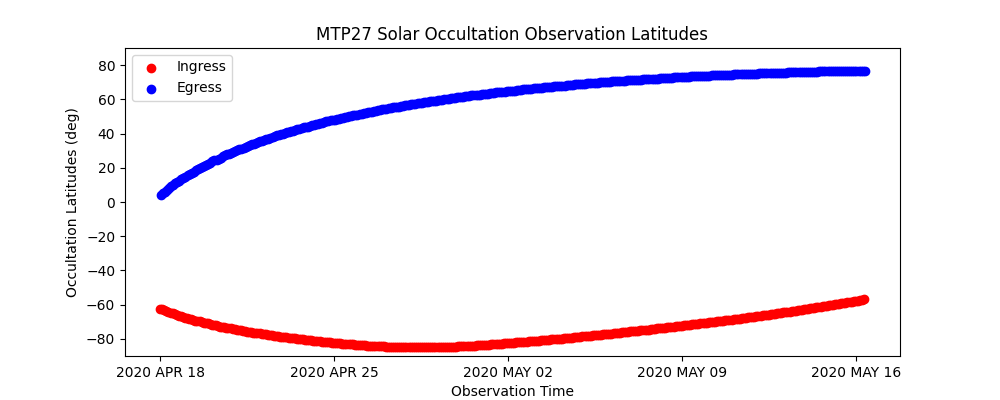 MTP27 Solar Occultation Observation Latitudes
Ingress
Egress
Occultation Latitudes (deg)
80
60
40
20
0
−20
−40
−60
−80
2020 APR 18
2020 APR 25
2020 MAY 02
2020 MAY 09
2020 MAY 16
Observation Time